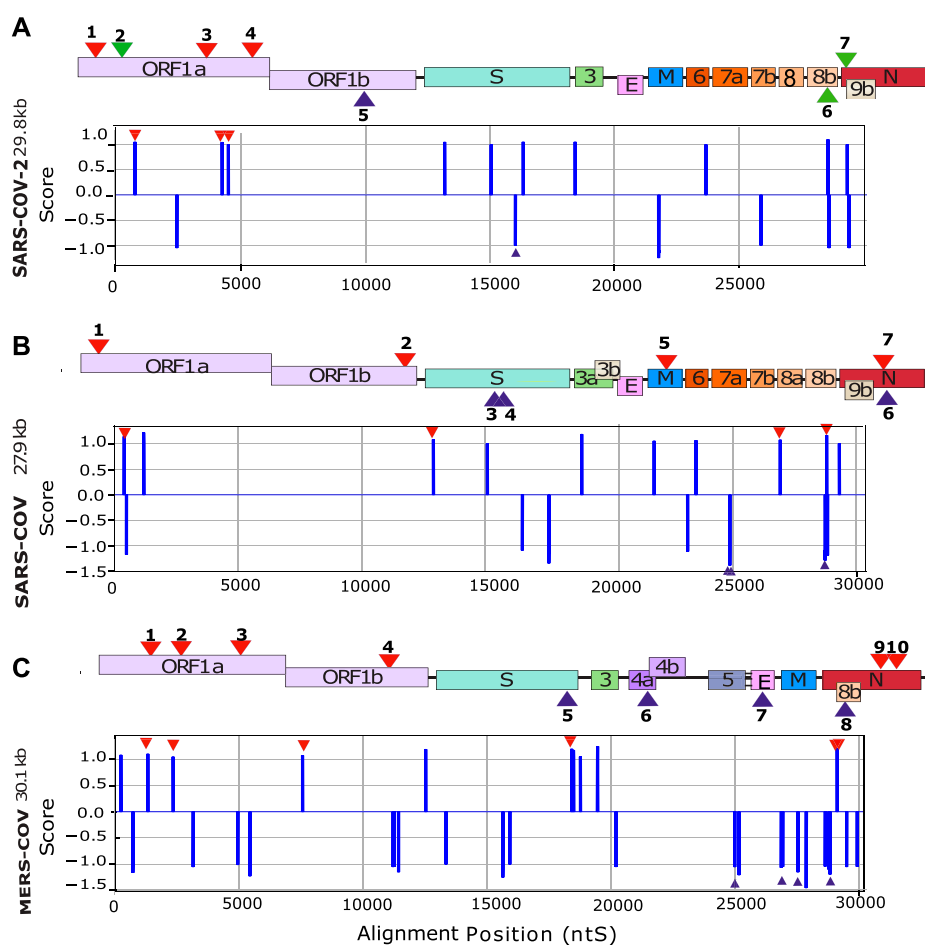 A
1 2 3 4 7
ORF1a ORF1b S 3 E M 6 7a 7b 8 8b 9b N
5 6
SARS-COV-2 29.8kb
Score
1.0
0.5
0.0
−0.5
−1.0
0 5000 10000 15000 20000 25000
B
1 2 5 7
ORF1a ORF1b S 3a 3b E M 6 7a 7b 8a 8b 9b N
3 4 6
SARS-COV 27.9 kb
Score
1.0
0.5
0.0
−0.5
−1.0
−1.5
0 5000 10000 15000 20000 25000 30000
C
1 2 3 4 9 10
ORF1a ORF1b S 3 4a 4b 5 E M 8b N
5 6 7 8
MERS-COV 30.1 kb
Score
1.0
0.5
0.0
−0.5
−1.0
−1.5
0 5000 10000 15000 20000 25000 30000
Alignment Position (ntS)